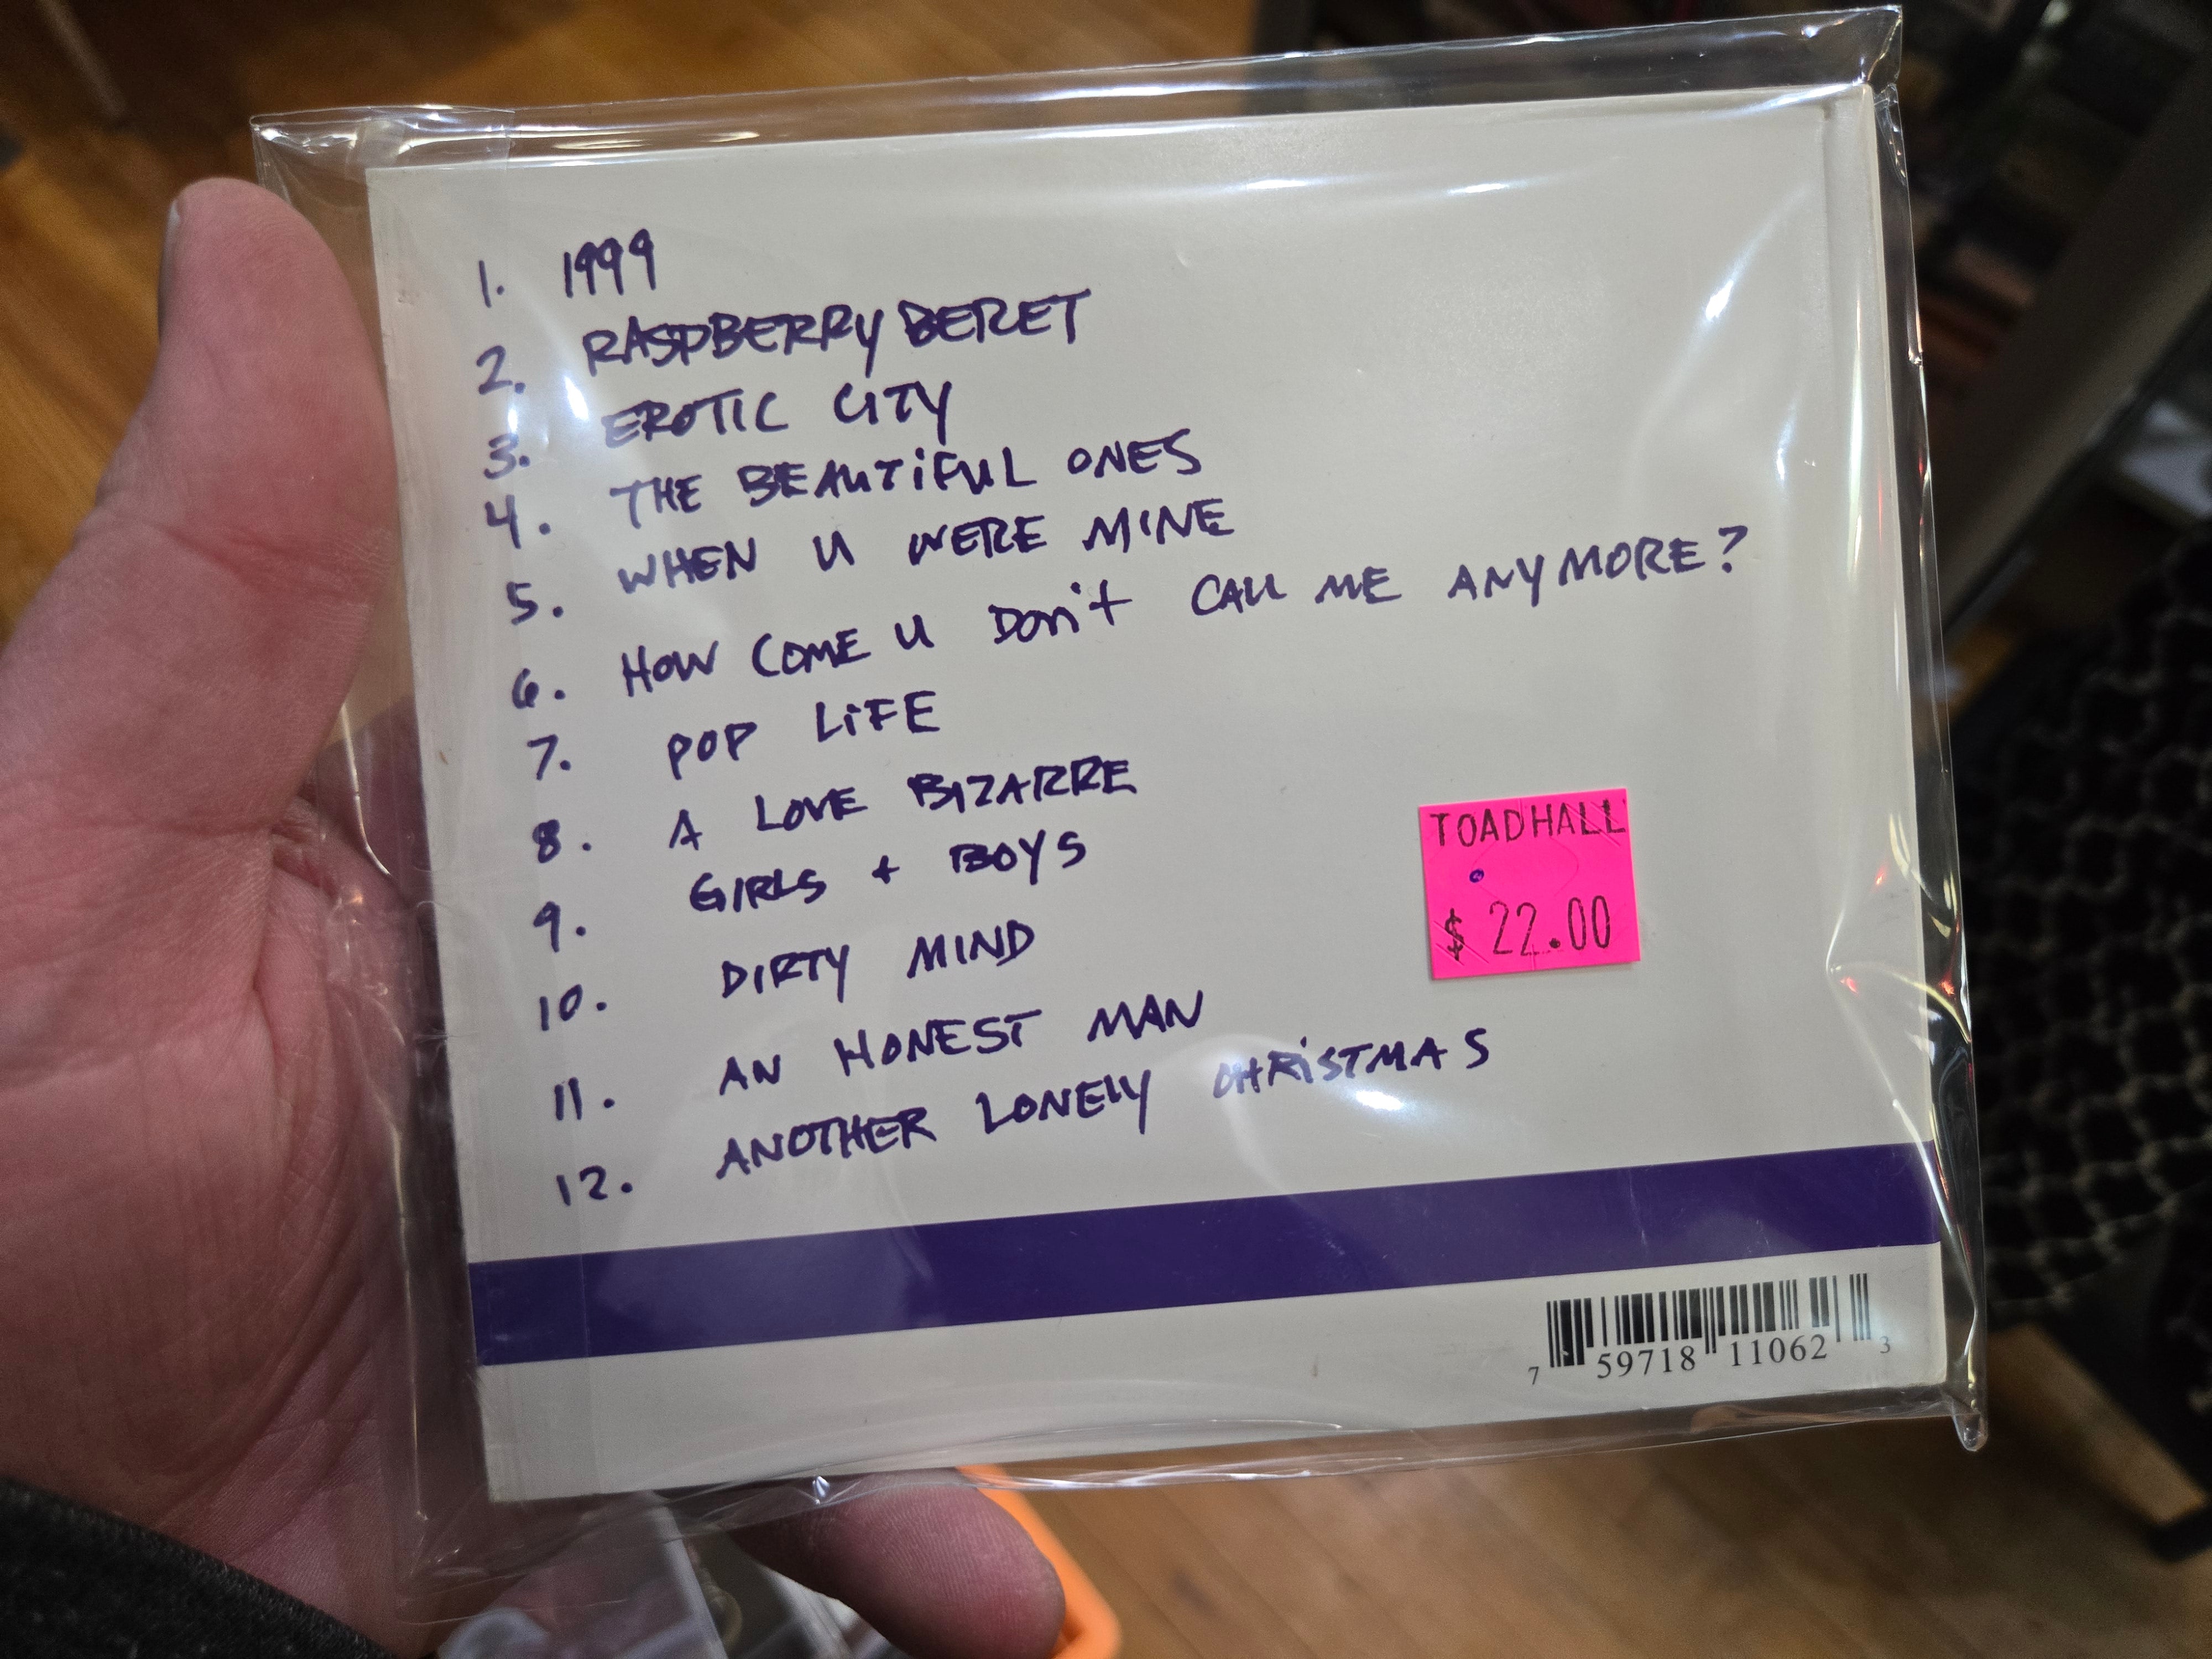 1. 1999
2. RASPBERRY BERET
3. EROTIC CITY
4. THE BEAUTIFUL ONES
5. WHEN U WERE MINE
6. HOW COME U DON'T CALL ME ANYMORE?
7. POP LIFE
8. A LOVE BIZARRE
9. GIRLS + BOYS
10. DIRTY MIND
11. AN HONEST MAN
12. ANOTHER LONELY CHRISTMAS
TOADHALL
$ 22.00
7 59718 11062 3